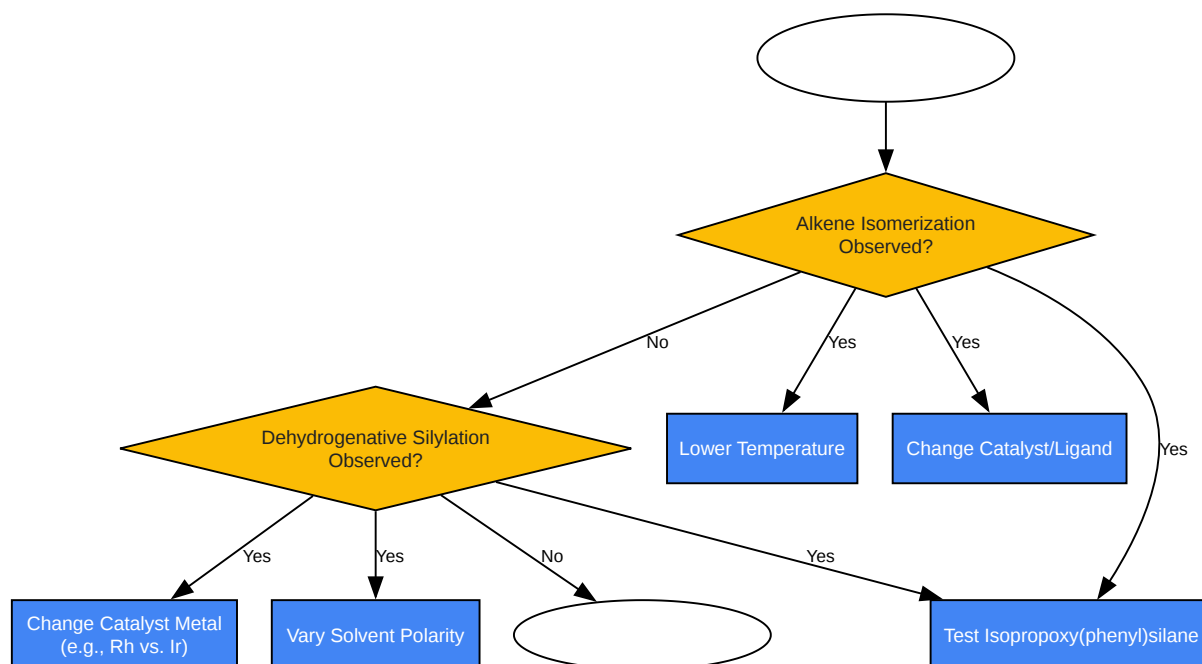 Alkene Isomerization
Observed?
No
Yes
Yes
Yes
Dehydrogenative Silylation
Observed?
Lower Temperature
Change Catalyst/Ligand
Yes
Yes
No
Yes
Change Catalyst Metal
(e.g., Rh vs. Ir)
Vary Solvent Polarity
Test Isopropoxy(phenyl)silane